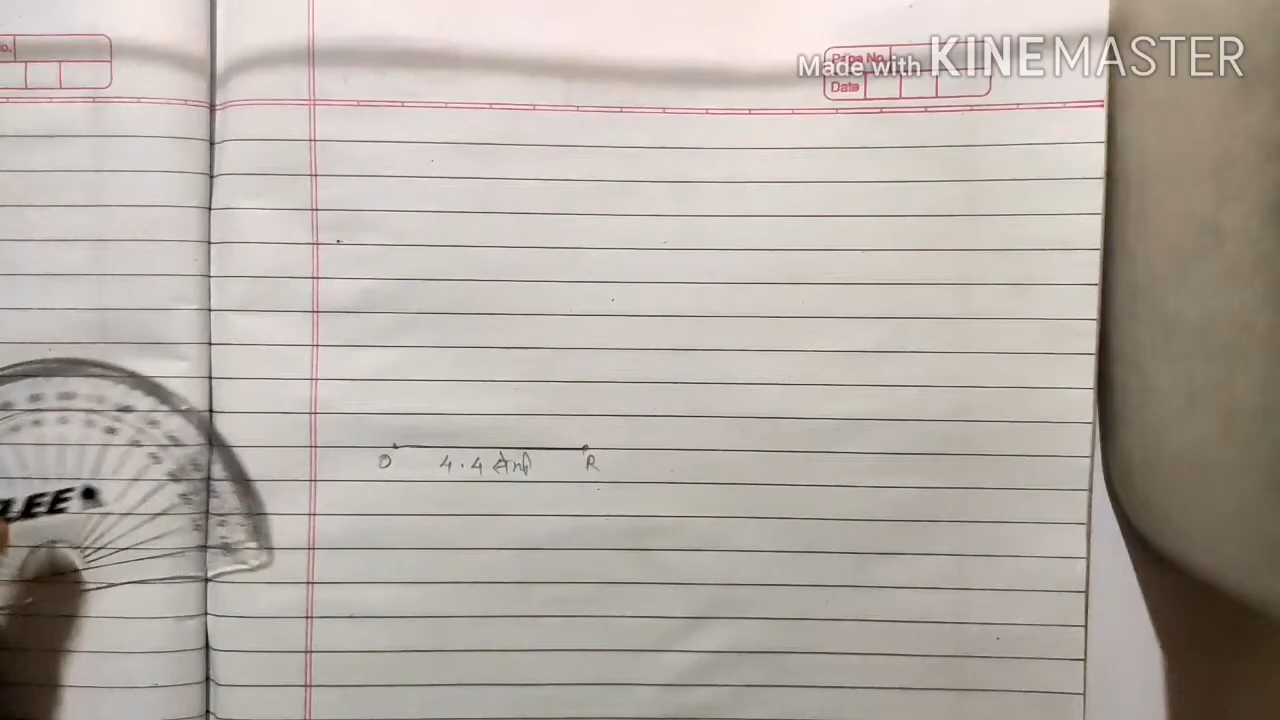 o.
Page No.
Made with KINEMASTER
Date
O 4.4 सेमी R
LEE